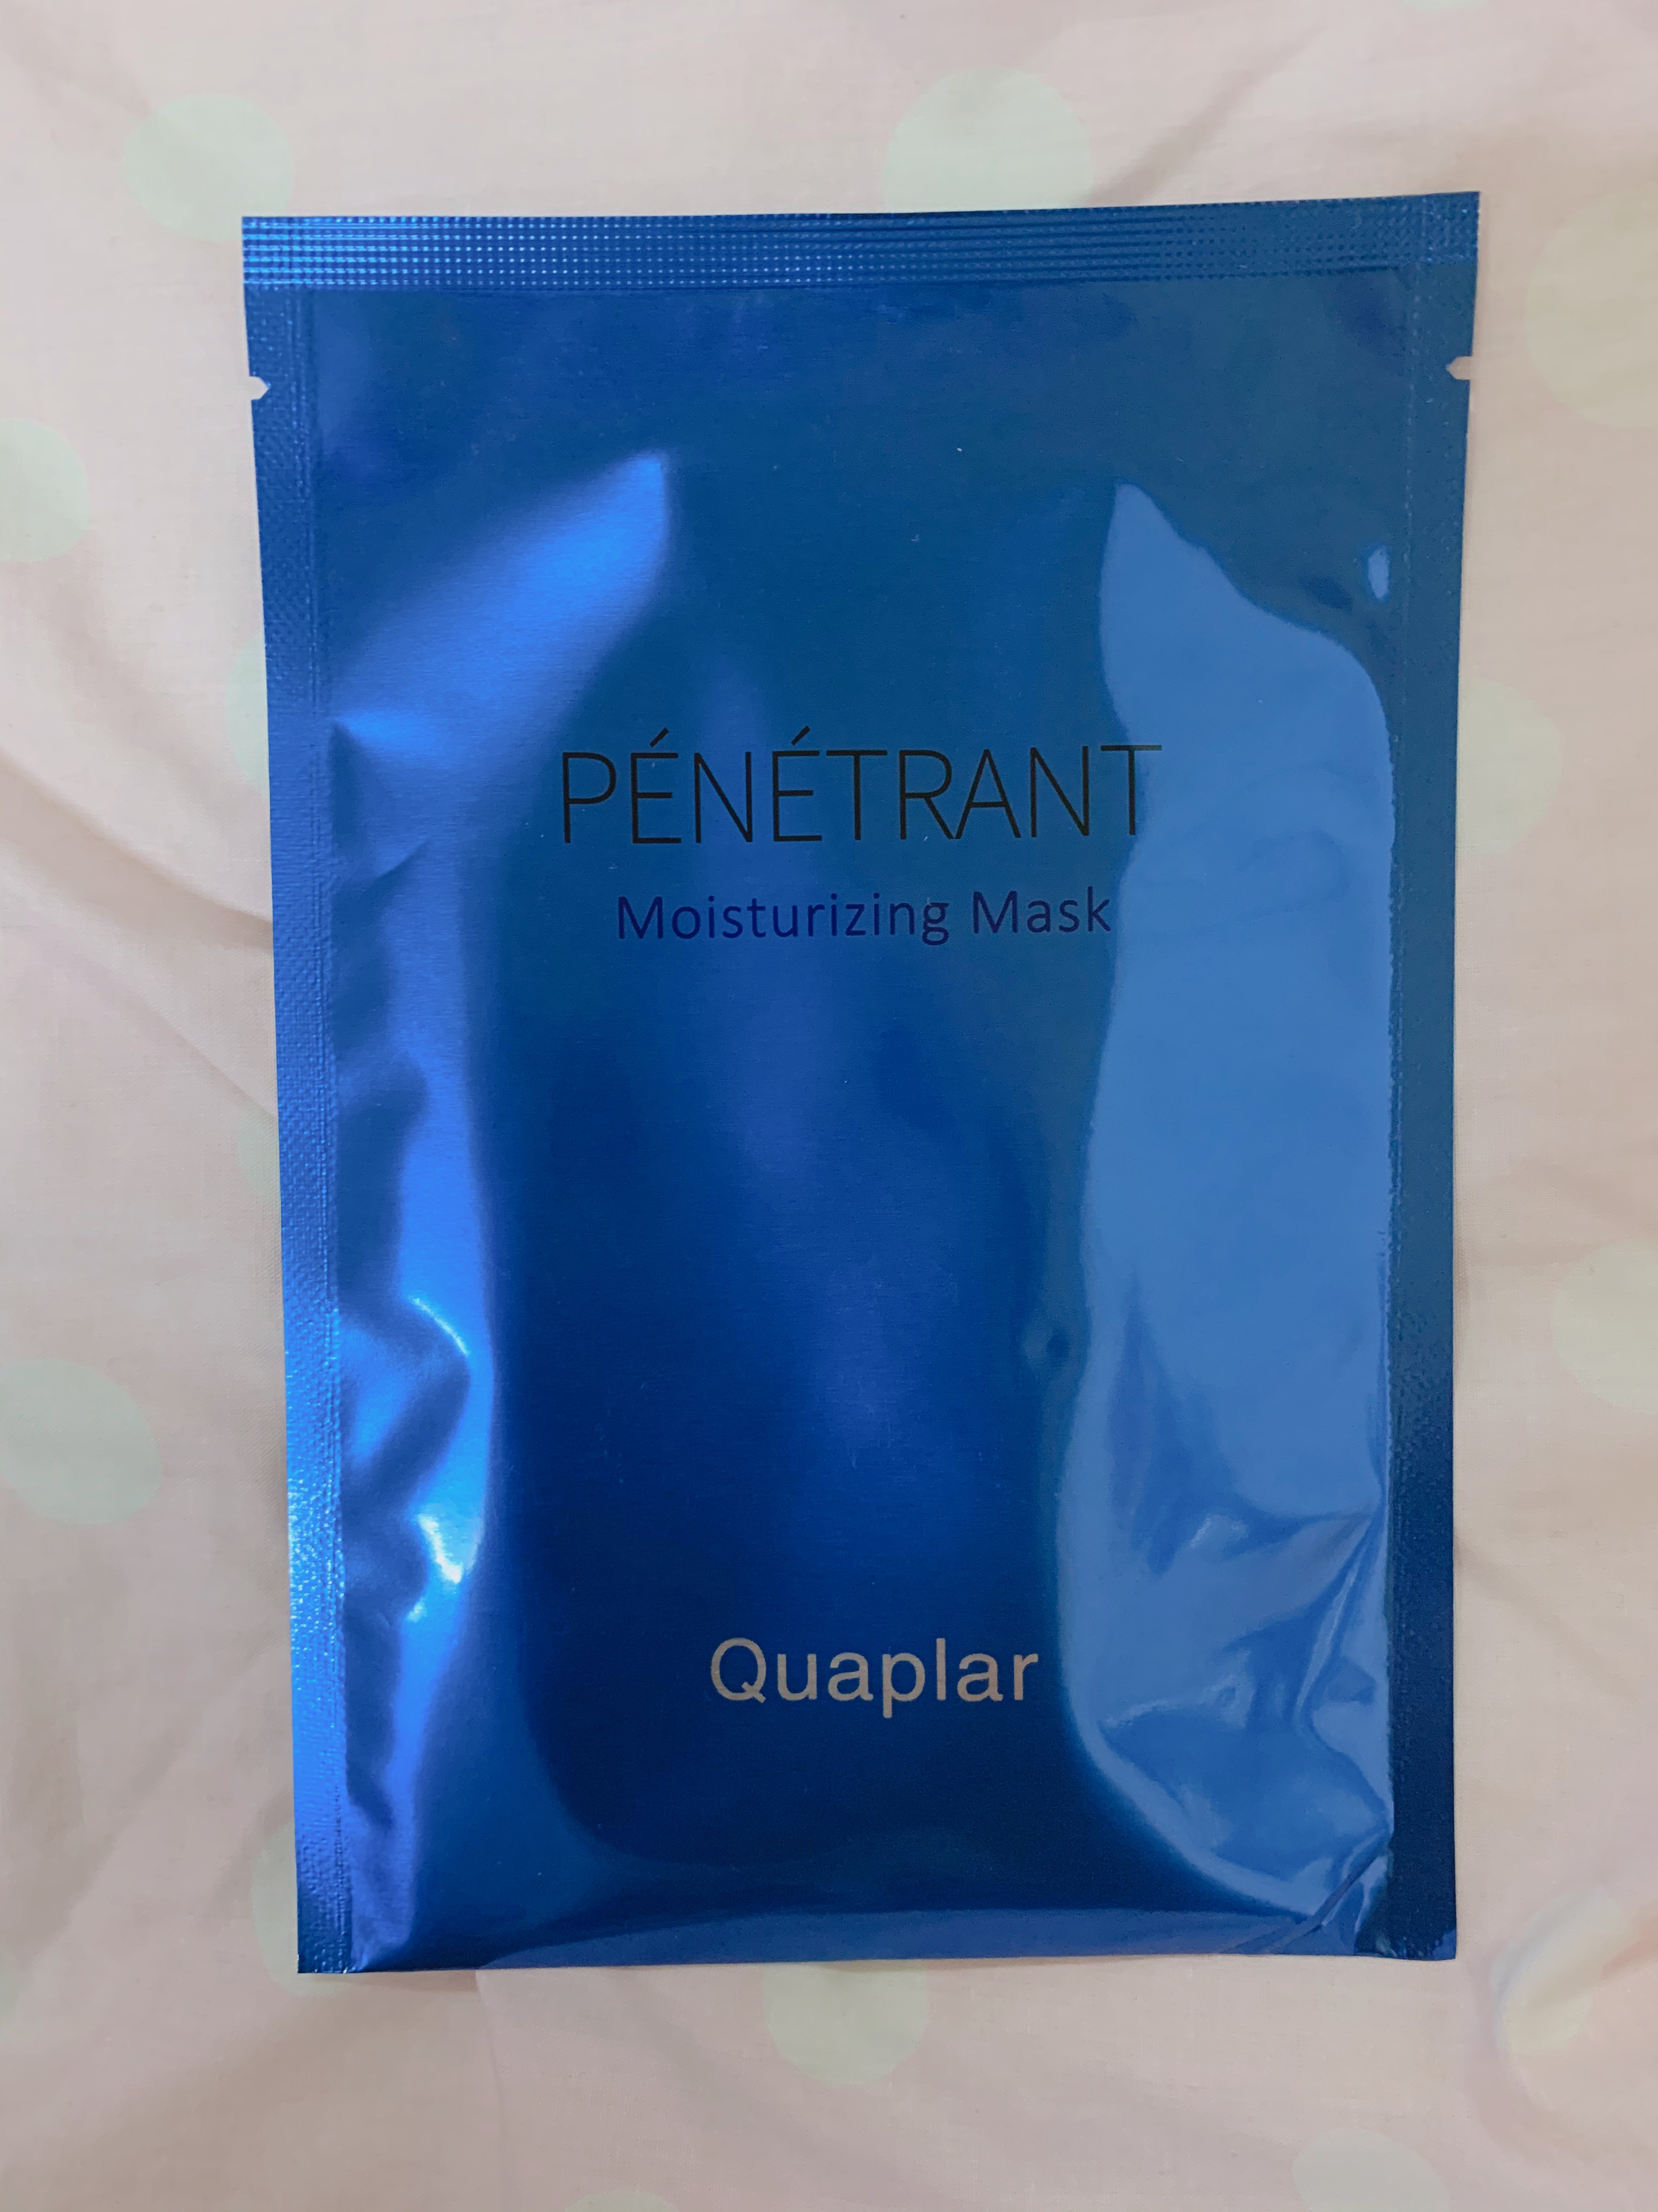 PÉNÉTRANT
Moisturizing Mask
Quaplar